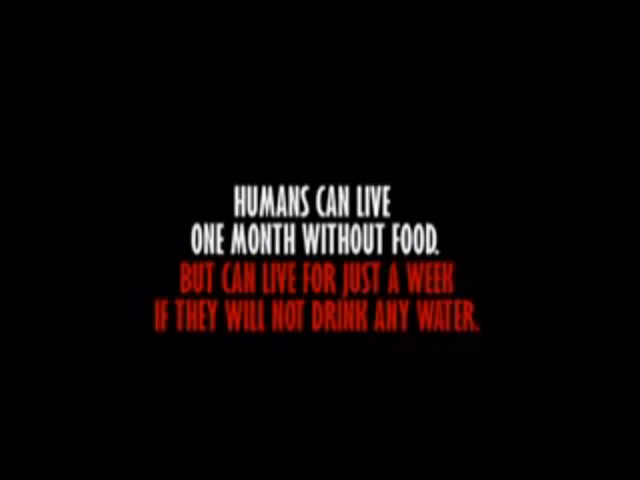 HUMANS CAN LIVE
ONE MONTH WITHOUT FOOD.
BUT CAN LIVE FOR JUST A WEEK
IF THEY WILL NOT DRINK ANY WATER.